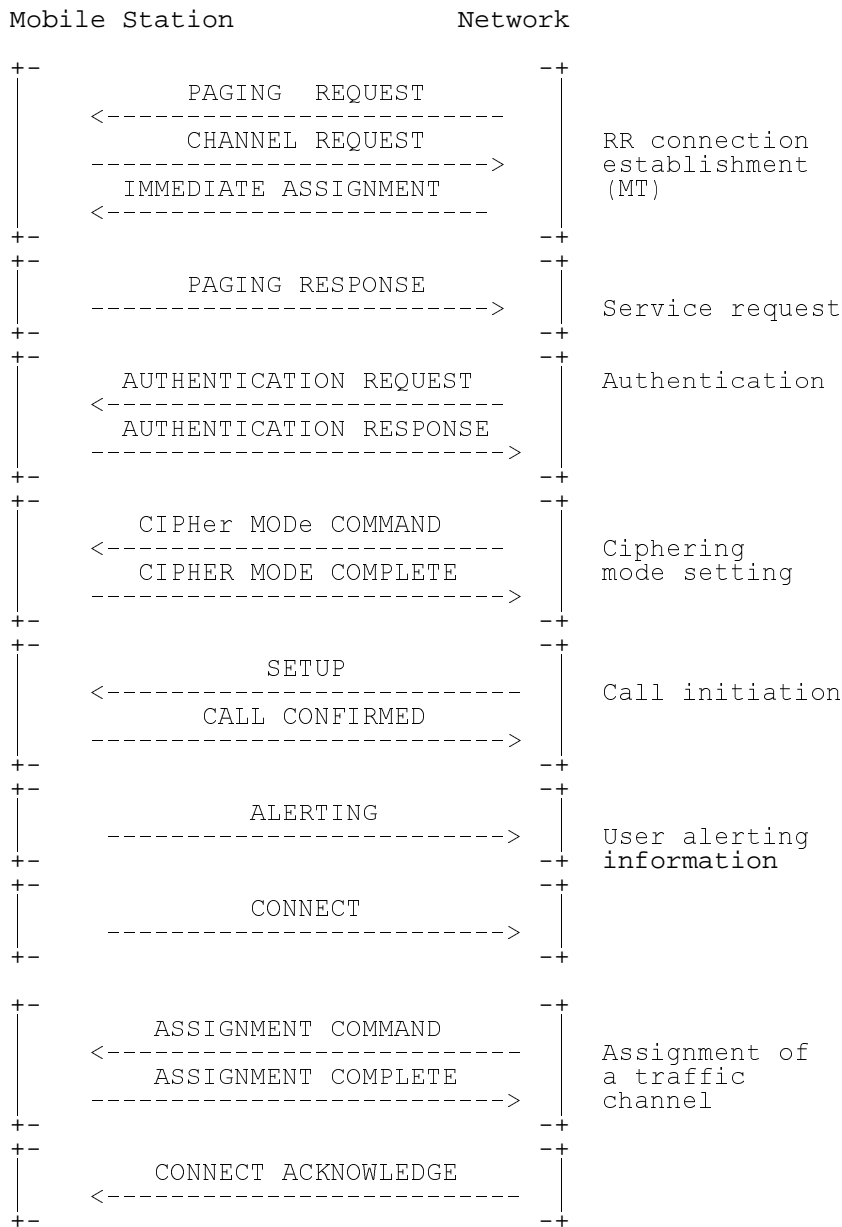 Mobile Station Network
PAGING REQUEST
CHANNEL REQUEST RR connection
establishment
IMMEDIATE ASSIGNMENT (MT)
PAGING RESPONSE
Service request
AUTHENTICATION REQUEST Authentication
AUTHENTICATION RESPONSE
CIPHer MODe COMMAND
Ciphering
CIPHER MODE COMPLETE mode setting
SETUP
Call initiation
CALL CONFIRMED
ALERTING
User alerting
information
CONNECT
ASSIGNMENT COMMAND
Assignment of
ASSIGNMENT COMPLETE a traffic
channel
CONNECT ACKNOWLEDGE